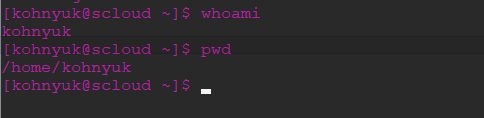 [kohnyuk@scloud ~]$ whoami
kohnyuk
[kohnyuk@scloud ~]$ pwd
/home/kohnyuk
[kohnyuk@scloud ~]$